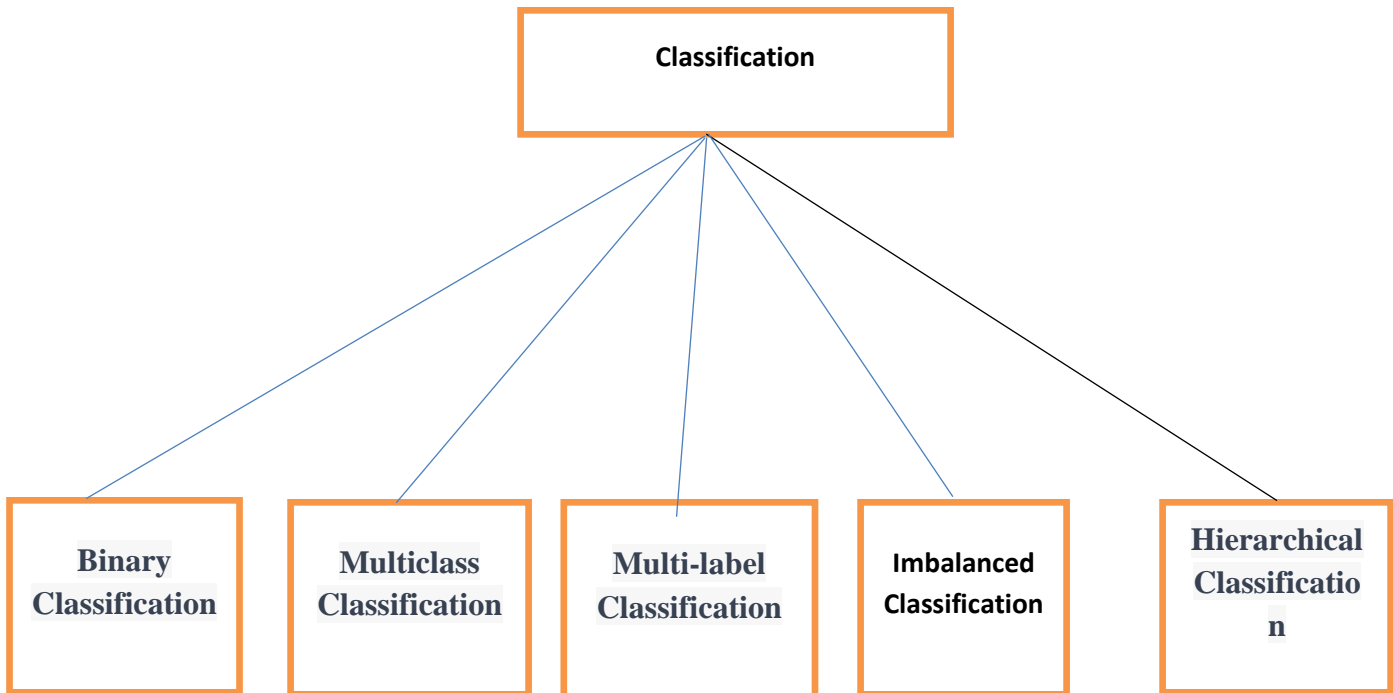 Classification
Binary
Classification
Multiclass
Classification
Multi-label
Classification
Imbalanced
Classification
Hierarchical
Classificatio
n